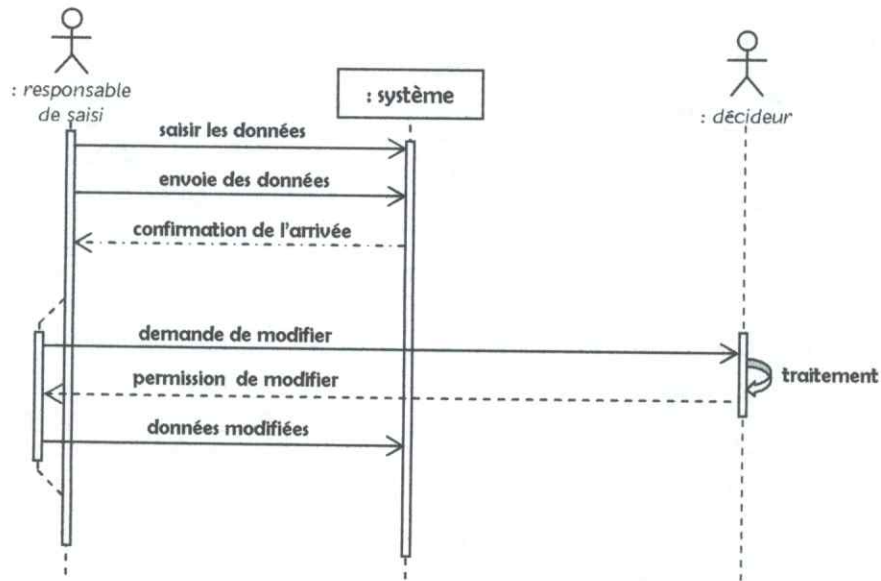 : responsable
de saisi
: système
: décideur
saisir les données
envoie des données
confirmation de l'arrivée
demande de modifier
permission de modifier
traitement
données modifiées